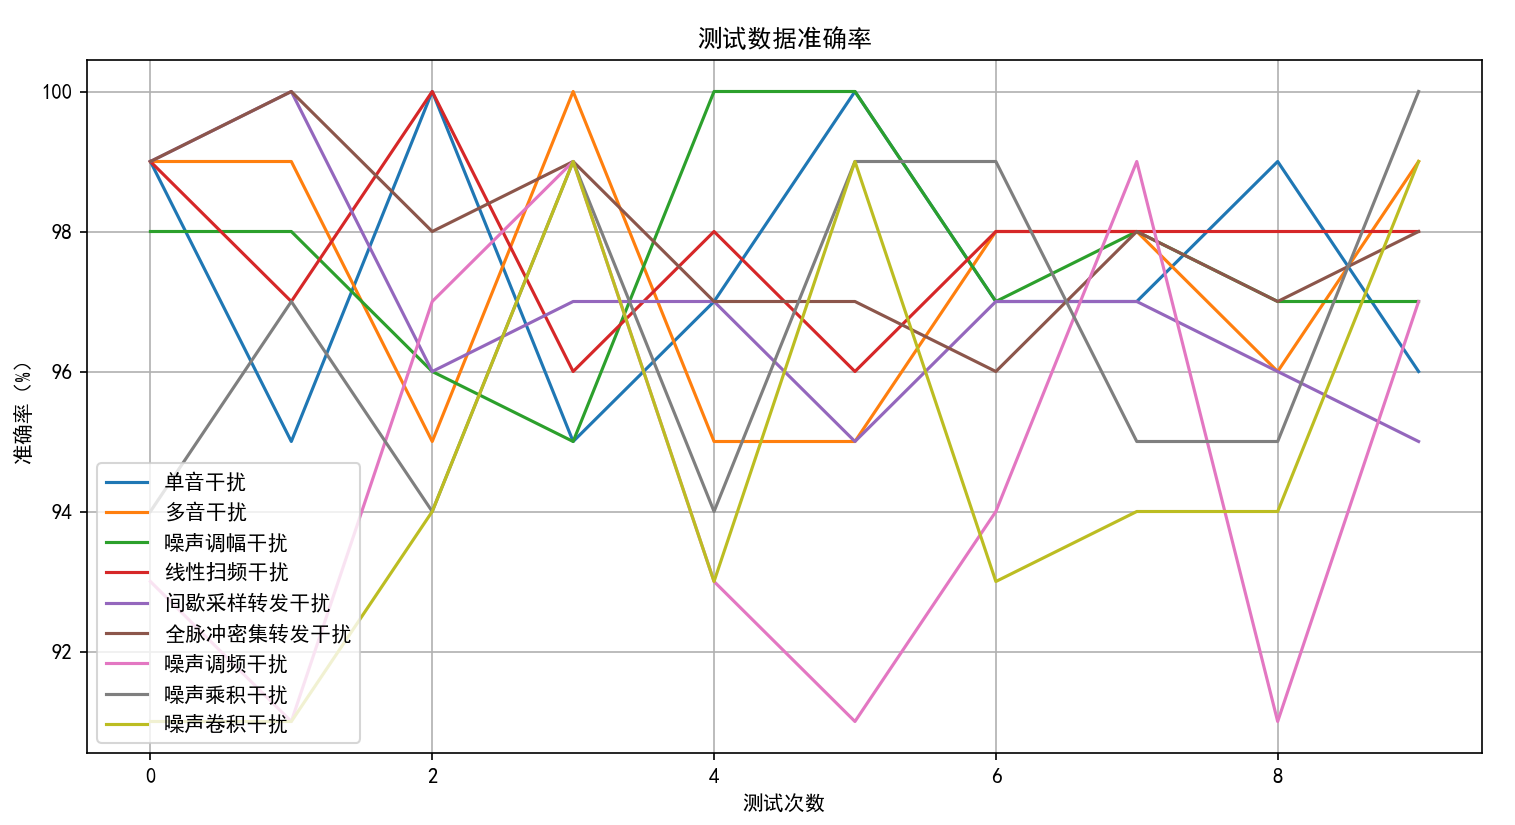 测试数据准确率
准确率 (%)
100
98
96
94
92
单音干扰
多音干扰
噪声调幅干扰
线性扫频干扰
间歇采样转发干扰
全脉冲密集转发干扰
噪声调频干扰
噪声乘积干扰
噪声卷积干扰
0 2 4 6 8
测试次数